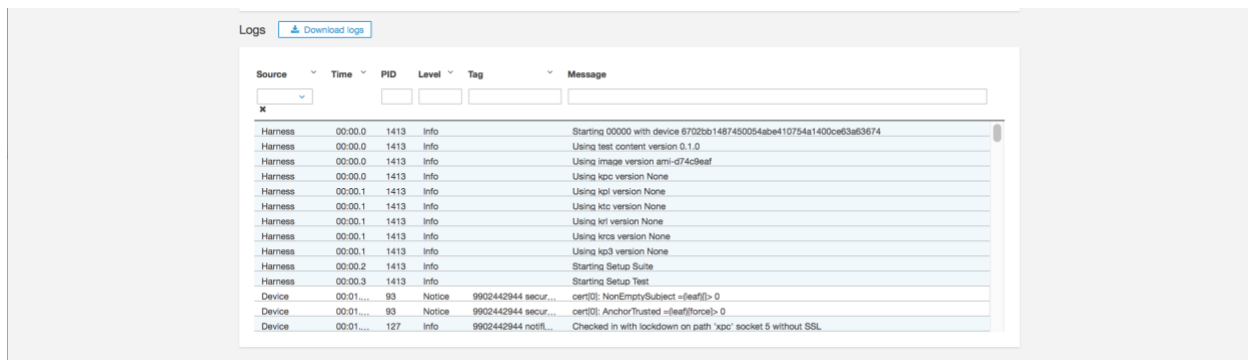 Logs Download logs
Source Time PID Level Tag Message
Harness 00:00.0 1413 Info Starting 00000 with device 6702bb1487450054abe410754a1400ce63a63674
Harness 00:00.0 1413 Info Using test content version 0.1.0
Harness 00:00.0 1413 Info Using image version ami-d74c9eaf
Harness 00:00.0 1413 Info Using kpc version None
Harness 00:00.1 1413 Info Using kpl version None
Harness 00:00.1 1413 Info Using ktc version None
Harness 00:00.1 1413 Info Using krl version None
Harness 00:00.1 1413 Info Using krcs version None
Harness 00:00.1 1413 Info Using kp3 version None
Harness 00:00.2 1413 Info Starting Setup Suite
Harness 00:00.3 1413 Info Starting Setup Test
Device 00:01.... 93 Notice 9902442944 secur... cert[0]: NonEmptySubject =(leaf)[]> 0
Device 00:01.... 93 Notice 9902442944 secur... cert[0]: AnchorTrusted =(leaf)[force]> 0
Device 00:01.... 127 Info 9902442944 notifi... Checked in with lockdown on path 'xpc' socket 5 without SSL